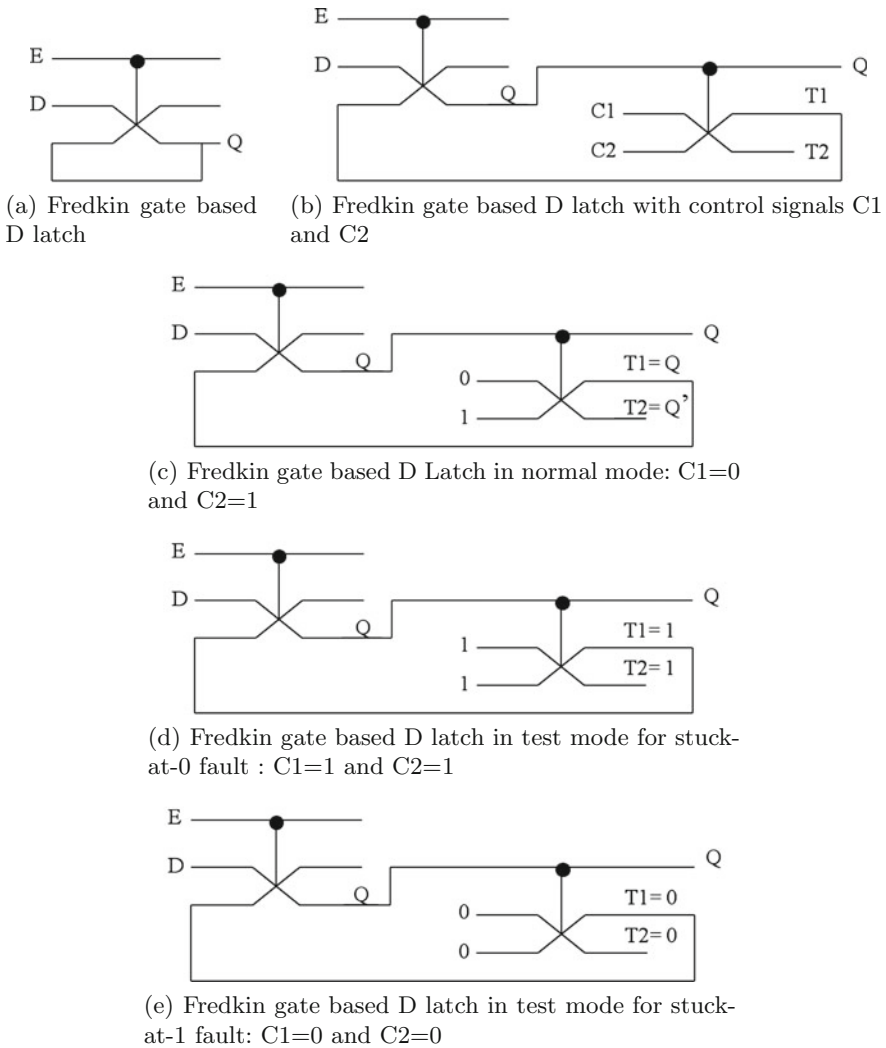 E
D
Q
(a) Fredkin gate based
D latch
E
D
Q
Q
C1
T1
C2
T2
(b) Fredkin gate based D latch with control signals C1
and C2
E
D
Q
Q
0
T1=Q
1
T2=Q’
(c) Fredkin gate based D Latch in normal mode: C1=0
and C2=1
E
D
Q
Q
1
T1=1
1
T2=1
(d) Fredkin gate based D latch in test mode for stuck-
at-0 fault : C1=1 and C2=1
E
D
Q
Q
0
T1=0
0
T2=0
(e) Fredkin gate based D latch in test mode for stuck-
at-1 fault: C1=0 and C2=0